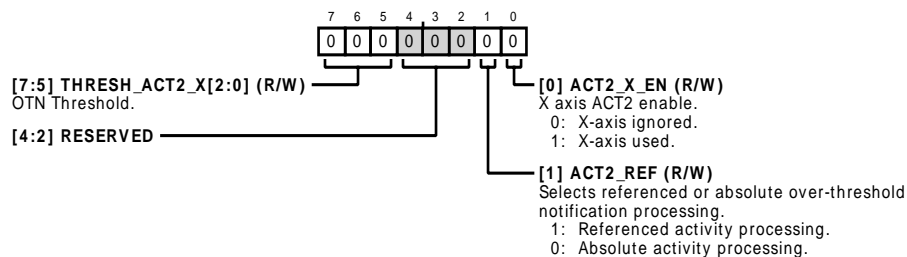 7 6 5 4 3 2 1 0
0 0 0 0 0 0 0 0
[7:5] THRESH_ACT2_X[2:0] (R/W)
OTN Threshold.
[4:2] RESERVED
[0] ACT2_X_EN (R/W)
X axis ACT2 enable.
0: X-axis ignored.
1: X-axis used.
[1] ACT2_REF (R/W)
Selects referenced or absolute over-threshold
notification processing.
1: Referenced activity processing.
0: Absolute activity processing.